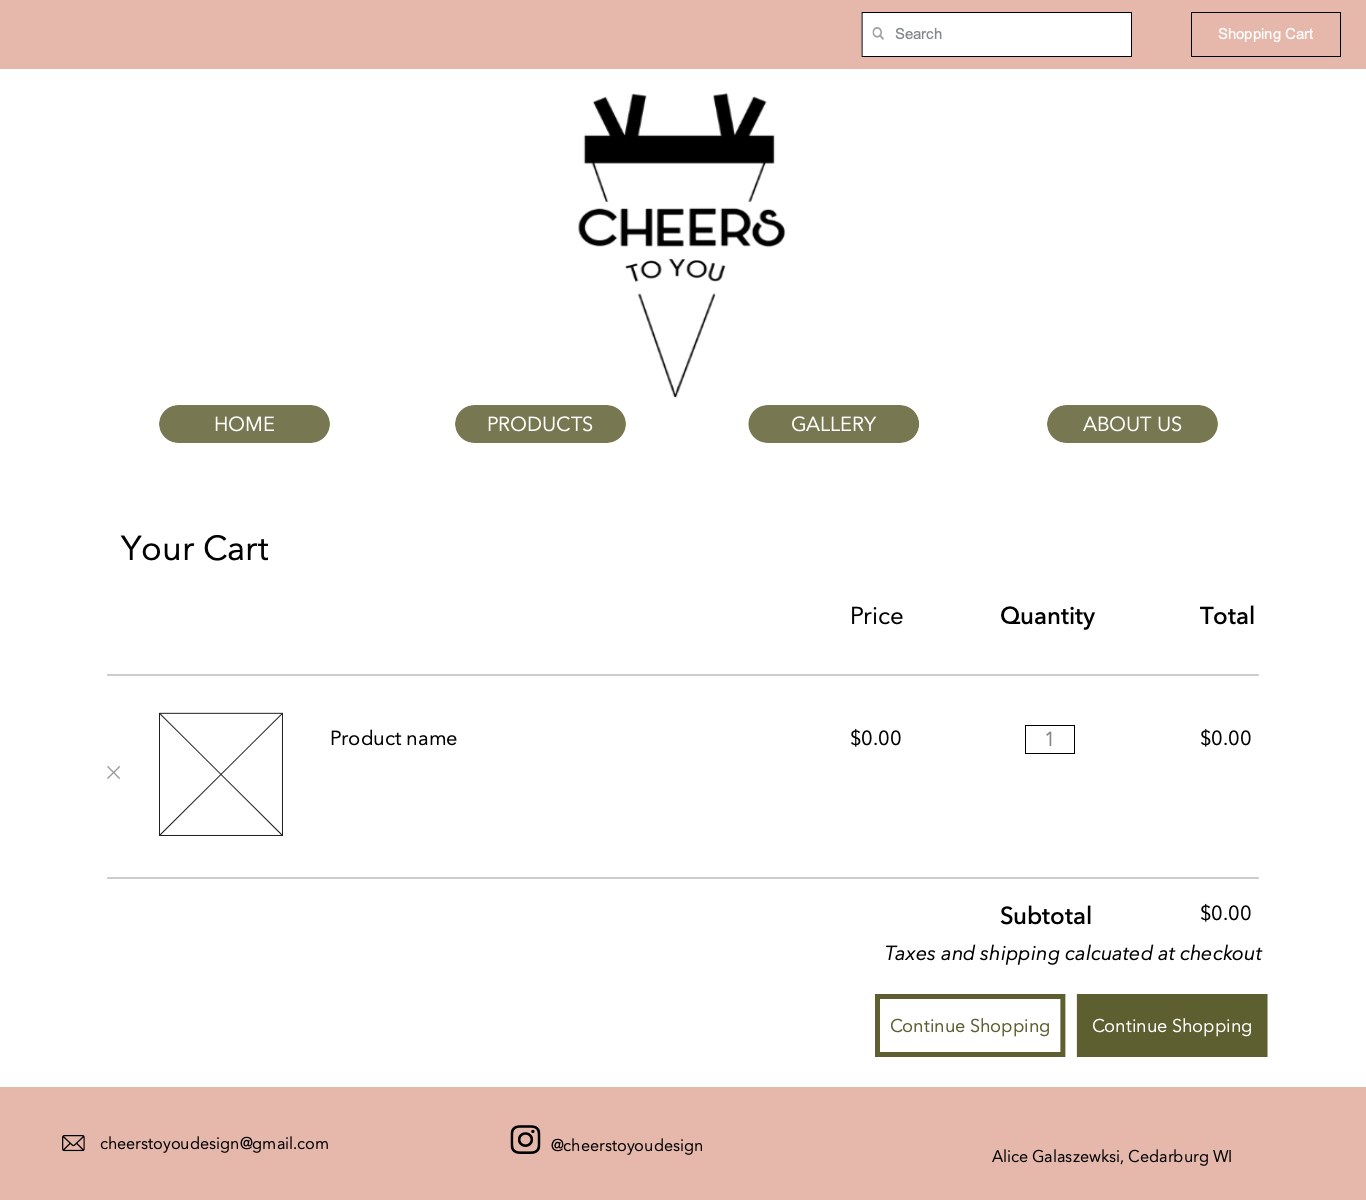 Search
Shopping Cart
CHEERS
TO YOU
HOME
PRODUCTS
GALLERY
ABOUT US
Your Cart
Price
Quantity
Total
Product name
$0.00
1
$0.00
Subtotal
$0.00
Taxes and shipping calcuated at checkout
Continue Shopping
Continue Shopping
cheerstoyoudesign@gmail.com
@cheerstoyoudesign
Alice Galaszewksi, Cedarburg WI